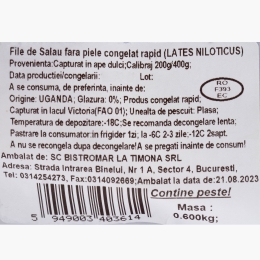 File de Salau fara piele congelat rapid (LATES NILOTICUS)
Provenienta:Capturat in ape dulci;Calibraj 200g/400g;
Data productiei/congelarii: Lot:
A se consuma, de preferinta, inainte de:
RO
F393
EC
Origine: UGANDA; Glazura: 0%; Produs congelat rapid;
Capturat in lacul Victoria(FAO 01); Unealta de pescuit: Plasa;
Temperatura de depozitare:-18°C; Se recomanda decongelare lenta;
Pastrare la consumator:in frigider 1zi, la -6C 2-3 zile.-12C 2sapt.
A nu se recongela dupa decongelare!A se pregati inainte de consum!
Ambalat de: SC BISTROMAR LA TIMONA SRL
Adresa: Strada Intrarea Binelui, Nr 1 A, Sector 4, Bucuresti,
Tel: 0314254273, Fax:0314092669;Ambalat la data de:21.08.2023
Contine peste!
Masa :
0.600kg;
5 949003 403614